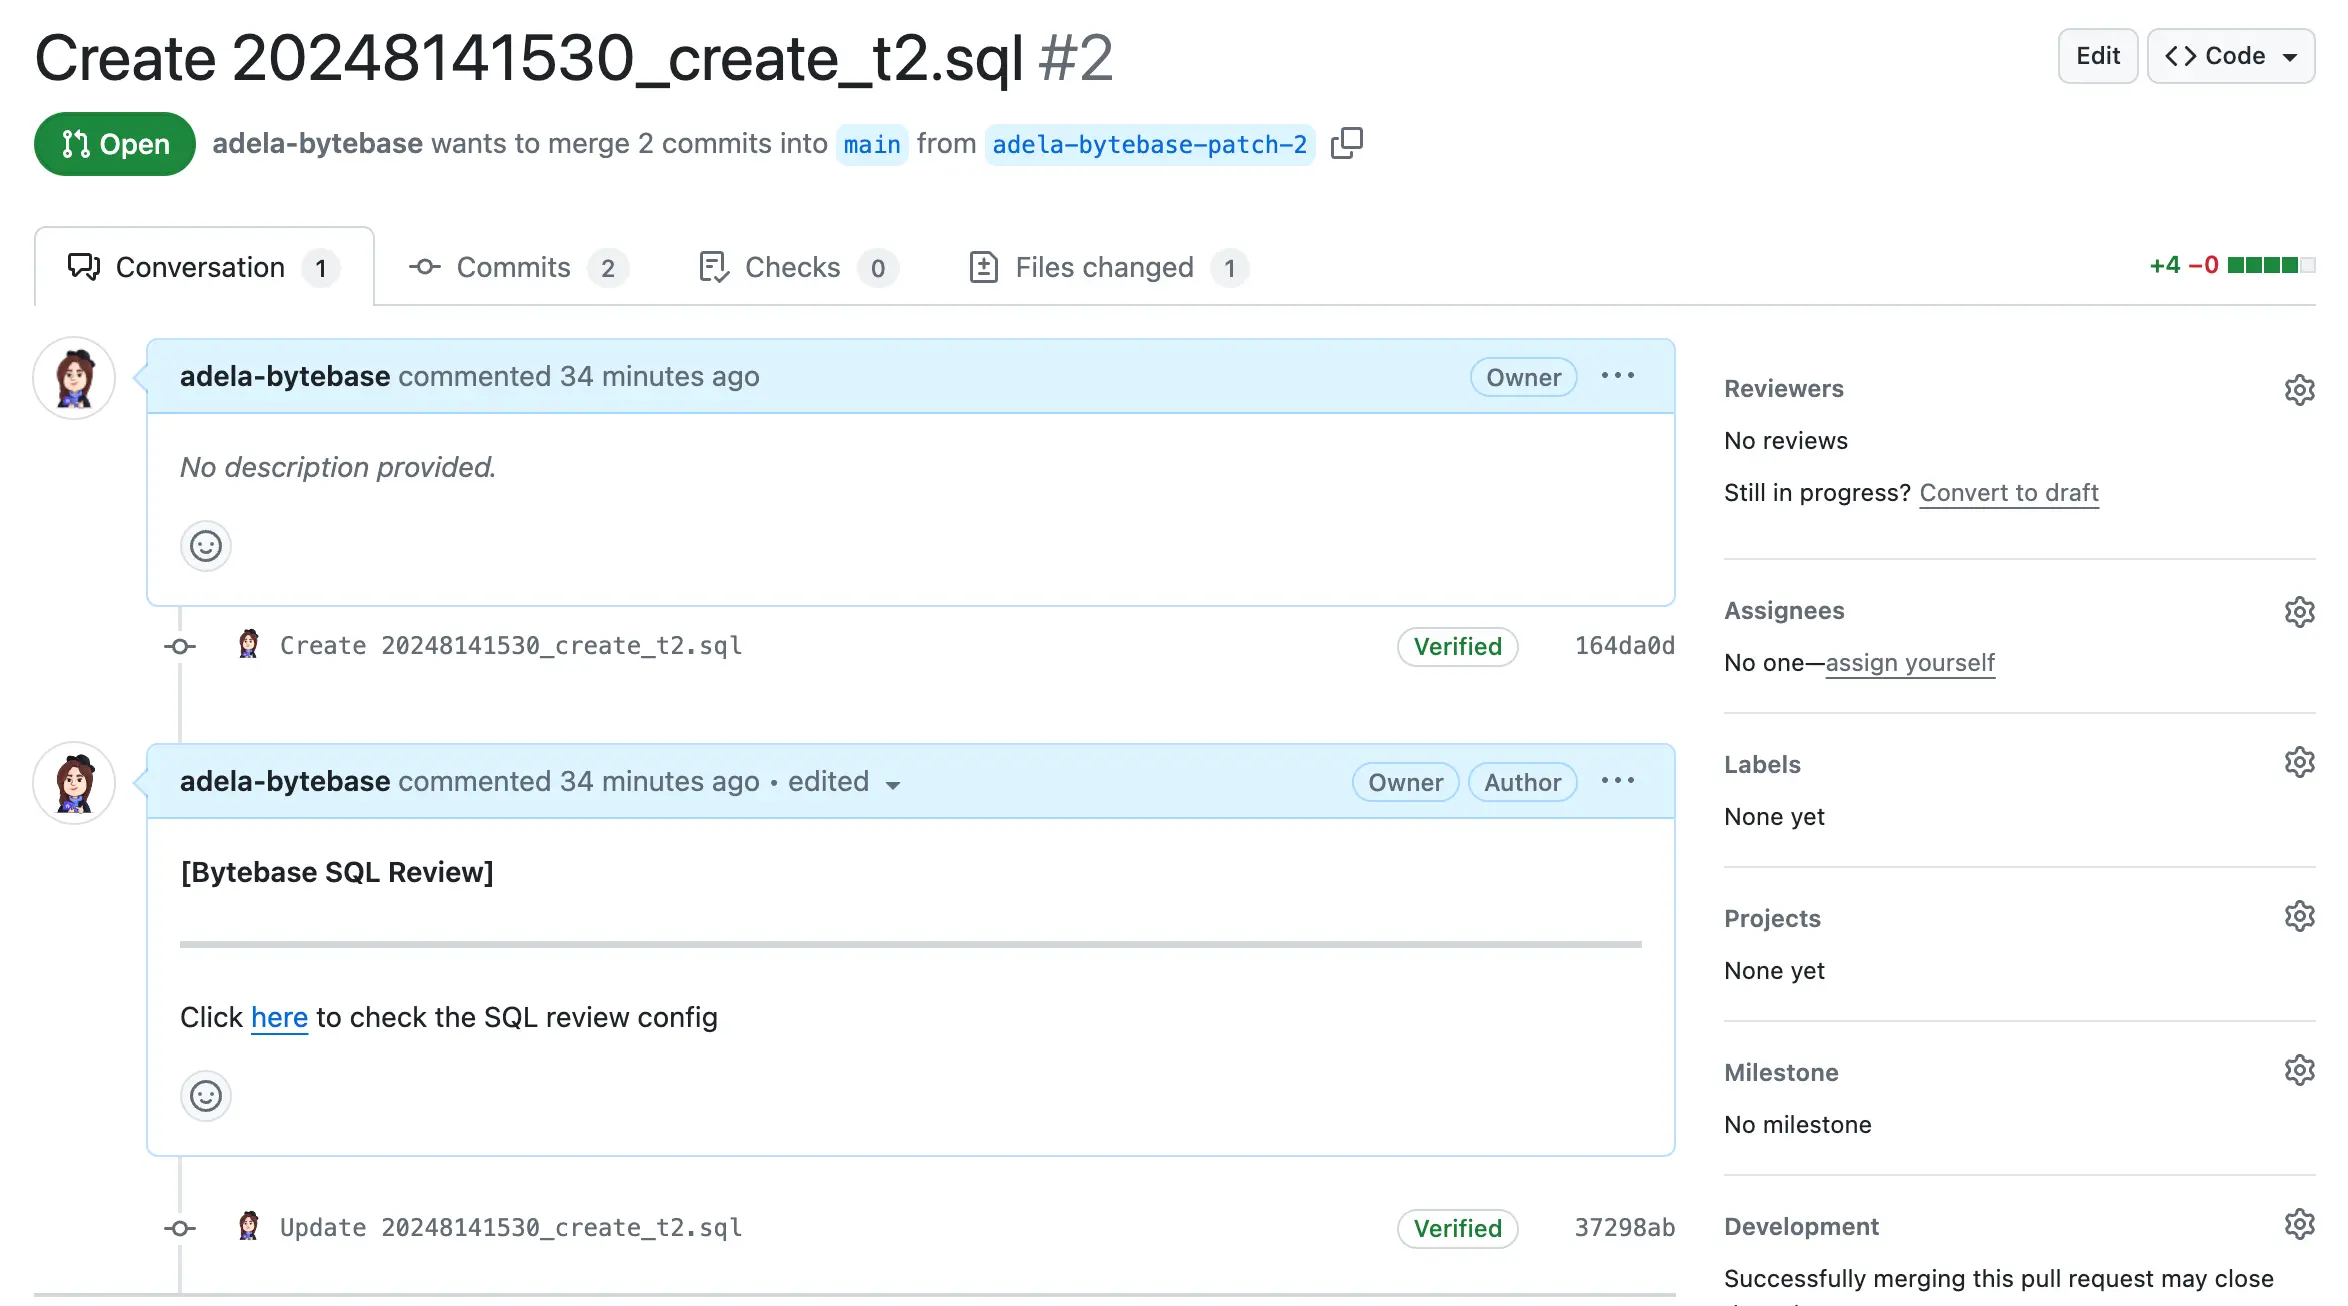 Create 20248141530_create_t2.sql #2
Edit
Code
Open
adela-bytebase wants to merge 2 commits into main from adela-bytebase-patch-2
Conversation 1
Commits 2
Checks 0
Files changed 1
+4 −0
adela-bytebase commented 34 minutes ago
Owner
No description provided.
Create 20248141530_create_t2.sql
Verified
164da0d
adela-bytebase commented 34 minutes ago • edited
Owner
Author
[Bytebase SQL Review]
Click here to check the SQL review config
Update 20248141530_create_t2.sql
Verified
37298ab
Reviewers
No reviews
Still in progress? Convert to draft
Assignees
No one—assign yourself
Labels
None yet
Projects
None yet
Milestone
No milestone
Development
Successfully merging this pull request may close